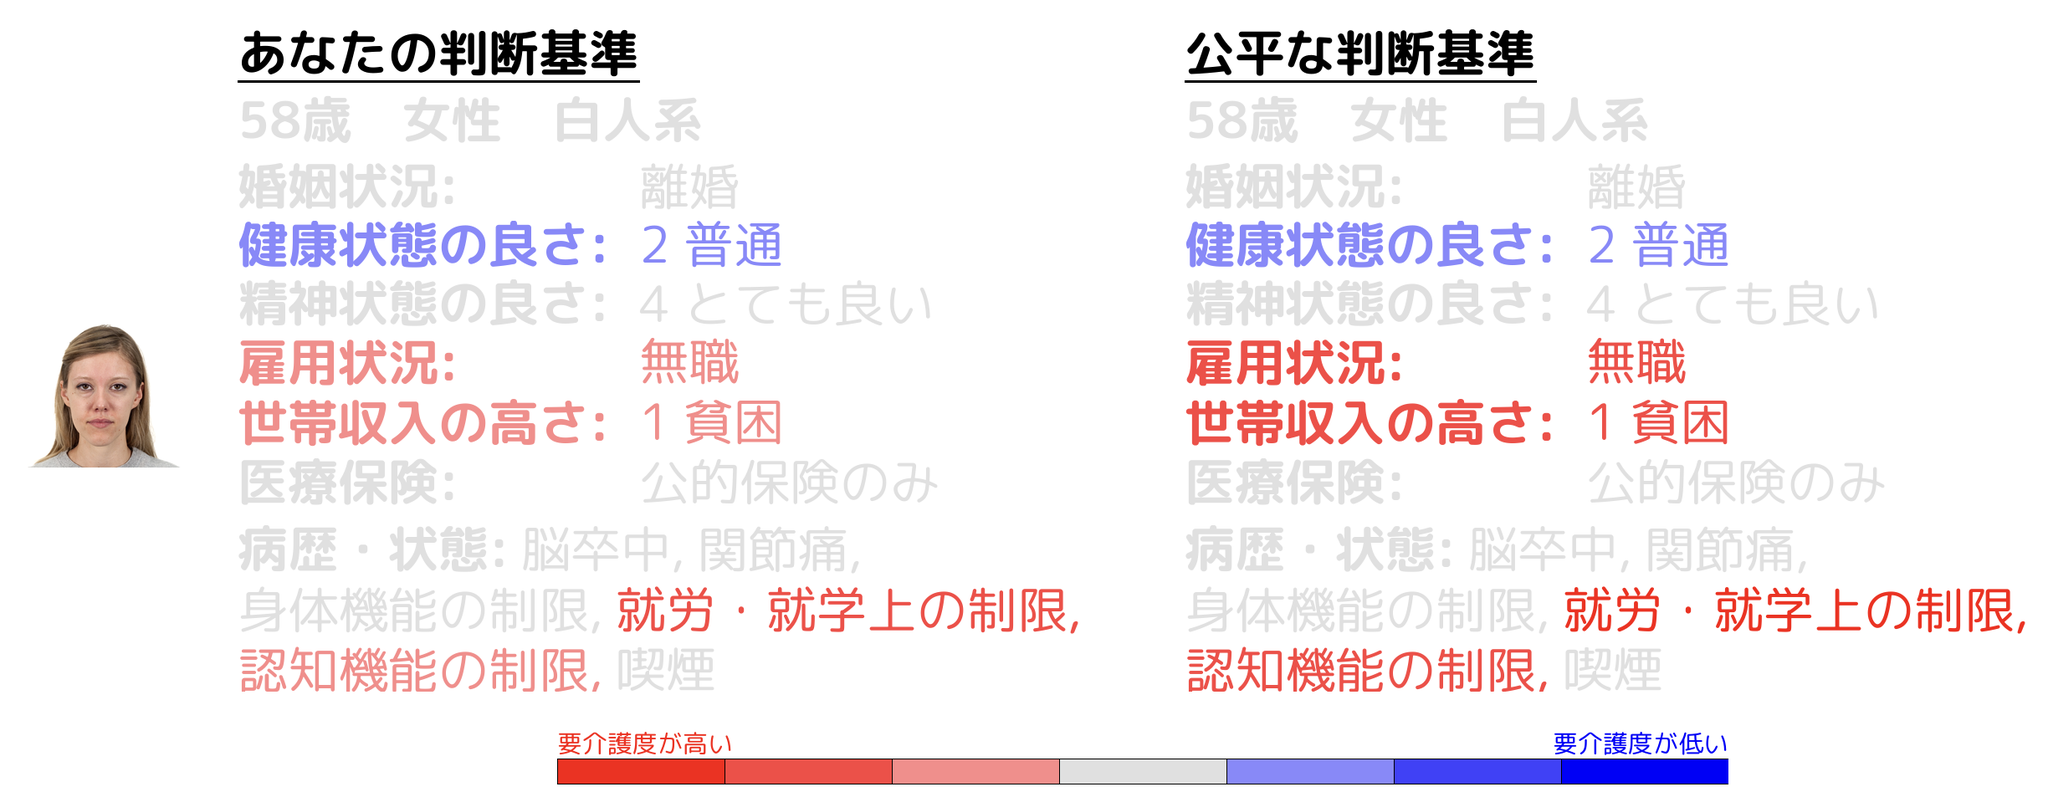 あなたの判断基準
58歳　女性　白人系
婚姻状況: 離婚
健康状態の良さ: 2 普通
精神状態の良さ: 4 とても良い
雇用状況: 無職
世帯収入の高さ: 1 貧困
医療保険: 公的保険のみ
病歴・状態: 脳卒中, 関節痛,
身体機能の制限, 就労・就学上の制限,
認知機能の制限, 喫煙
公平な判断基準
58歳　女性　白人系
婚姻状況: 離婚
健康状態の良さ: 2 普通
精神状態の良さ: 4 とても良い
雇用状況: 無職
世帯収入の高さ: 1 貧困
医療保険: 公的保険のみ
病歴・状態: 脳卒中, 関節痛,
身体機能の制限, 就労・就学上の制限,
認知機能の制限, 喫煙
要介護度が高い
要介護度が低い